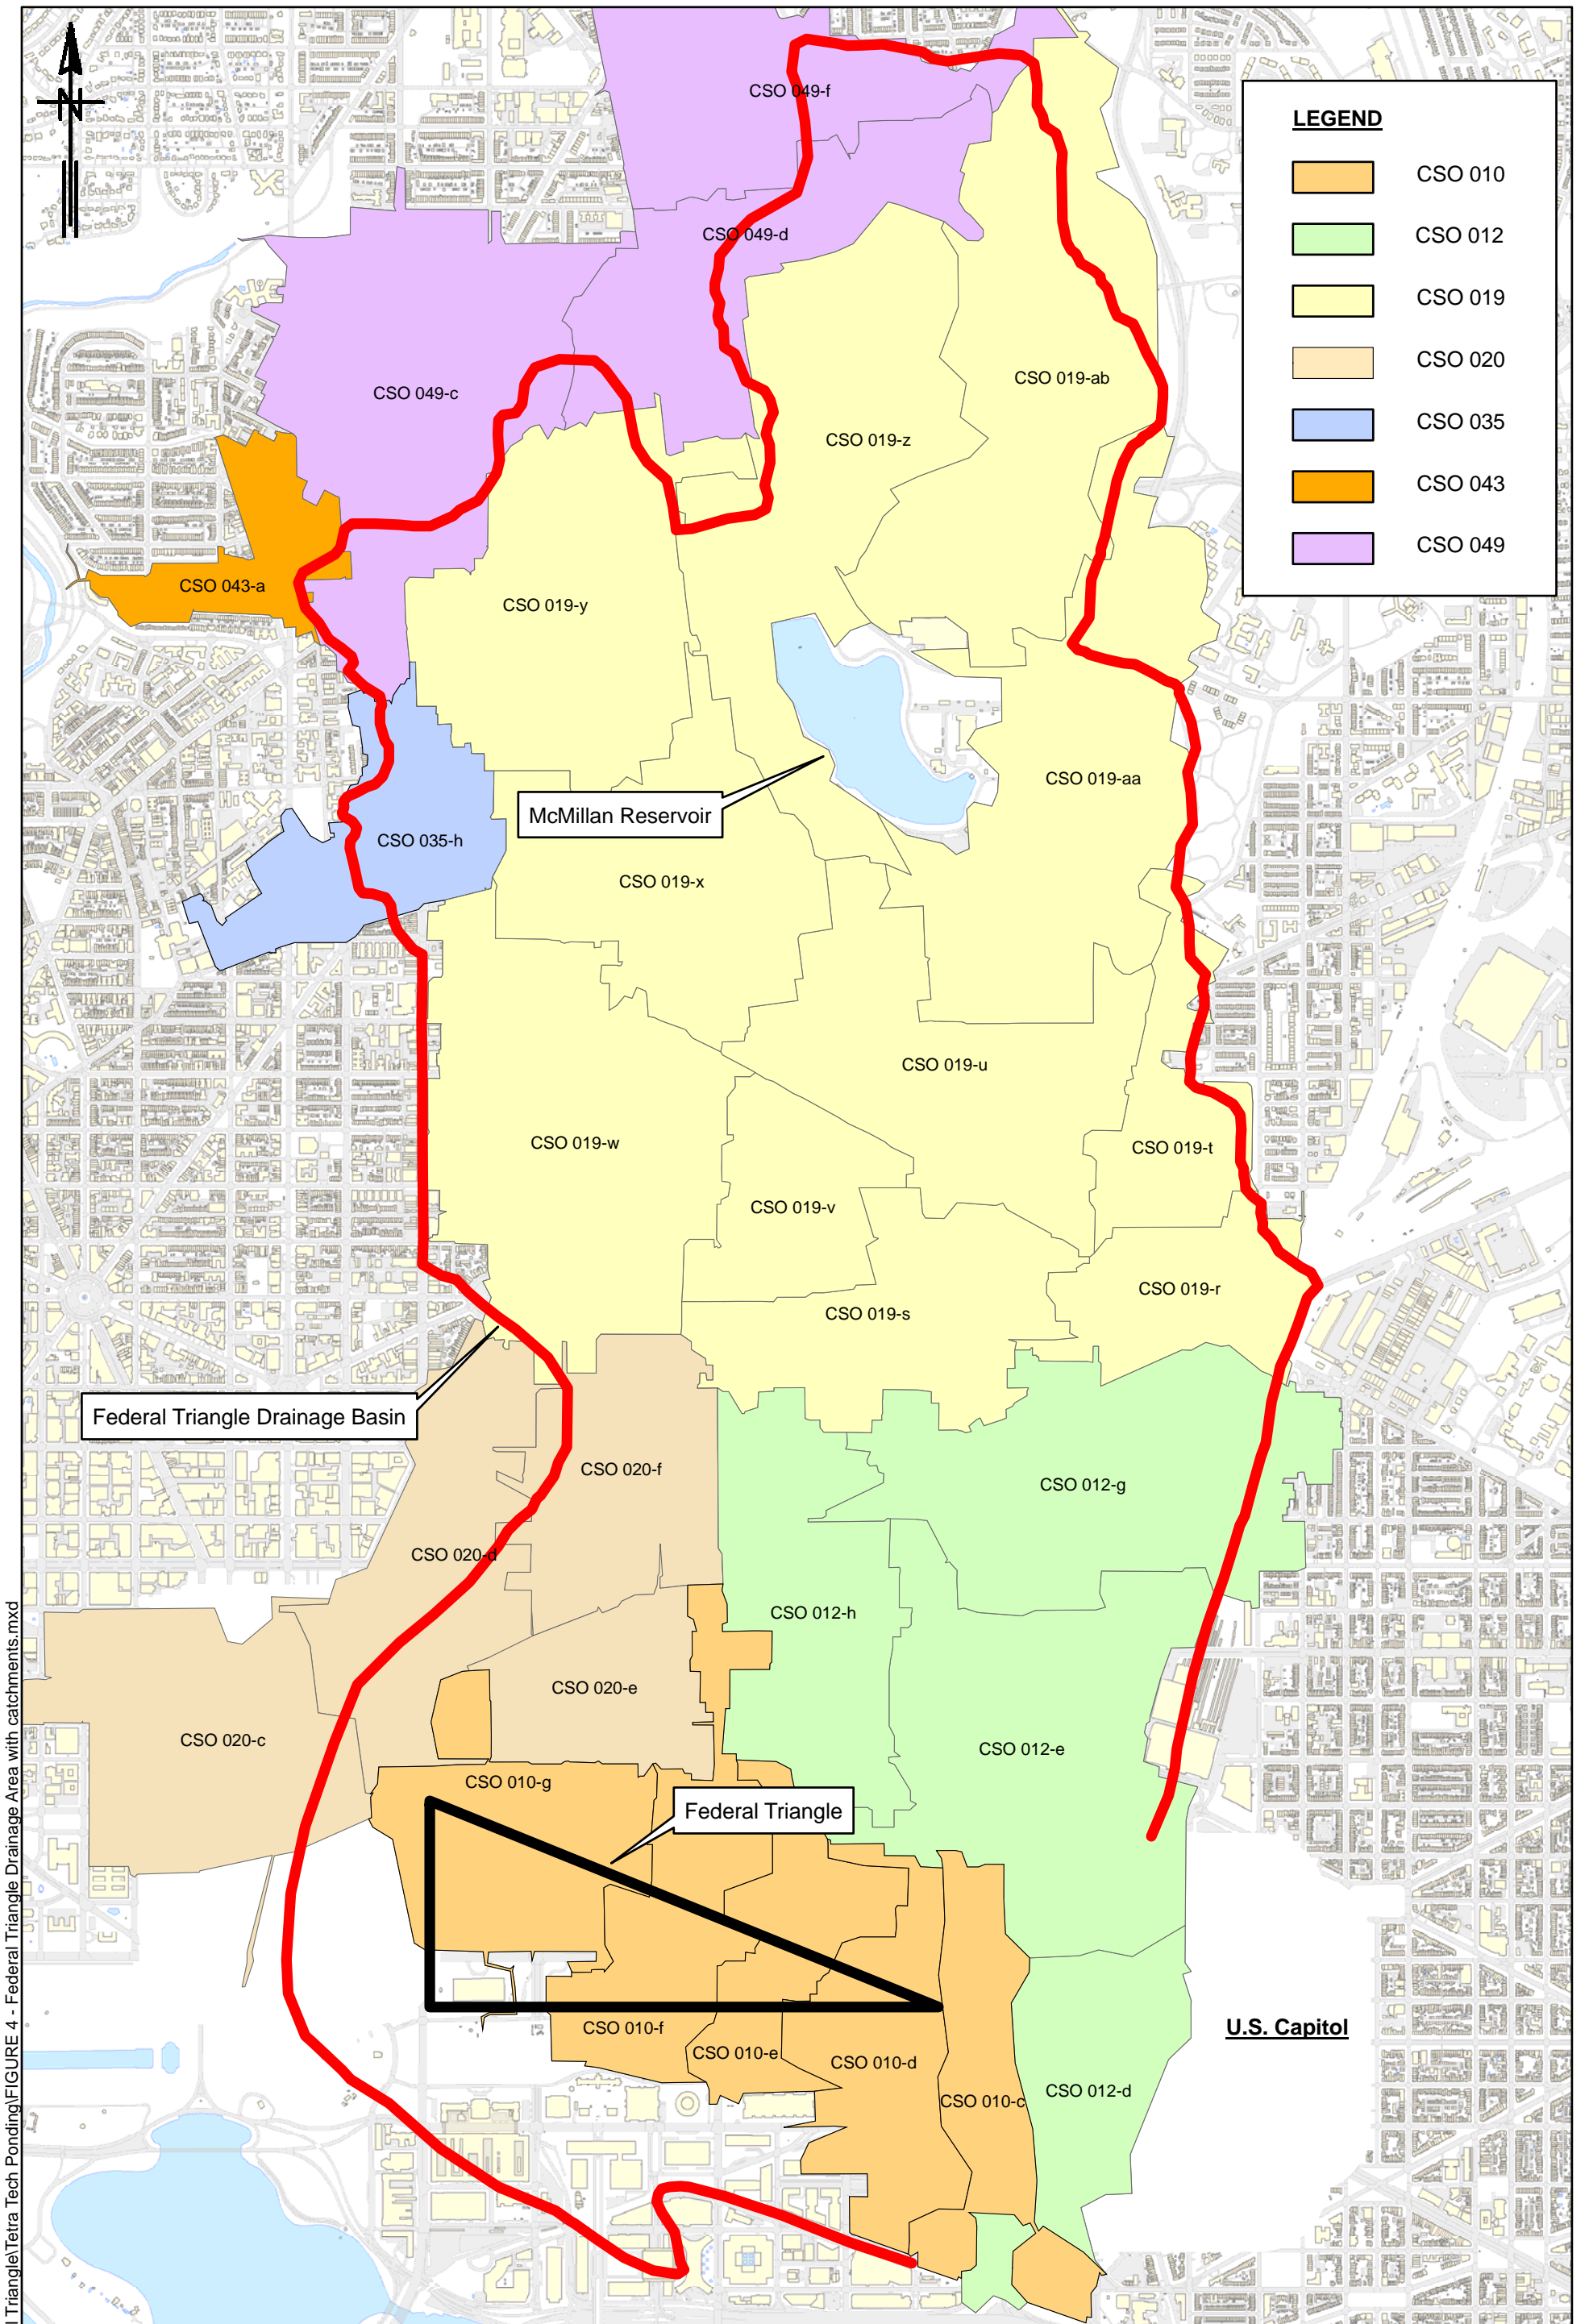 N
LEGEND
CSO 010
CSO 012
CSO 019
CSO 020
CSO 035
CSO 043
CSO 049
CSO 049-f
CSO 049-d
CSO 019-ab
CSO 049-c
CSO 019-z
CSO 043-a
CSO 019-y
CSO 019-aa
McMillan Reservoir
CSO 035-h
CSO 019-x
CSO 019-u
CSO 019-w
CSO 019-t
CSO 019-v
CSO 019-r
CSO 019-s
Federal Triangle Drainage Basin
CSO 020-f
CSO 012-g
CSO 020-d
CSO 012-h
CSO 020-e
CSO 020-c
CSO 012-e
CSO 010-g
Federal Triangle
CSO 010-f
U.S. Capitol
CSO 010-e
CSO 010-d
CSO 012-d
CSO 010-c
l Triangle\Tetra Tech Ponding\FIGURE 4 - Federal Triangle Drainage Area with catchments.mxd